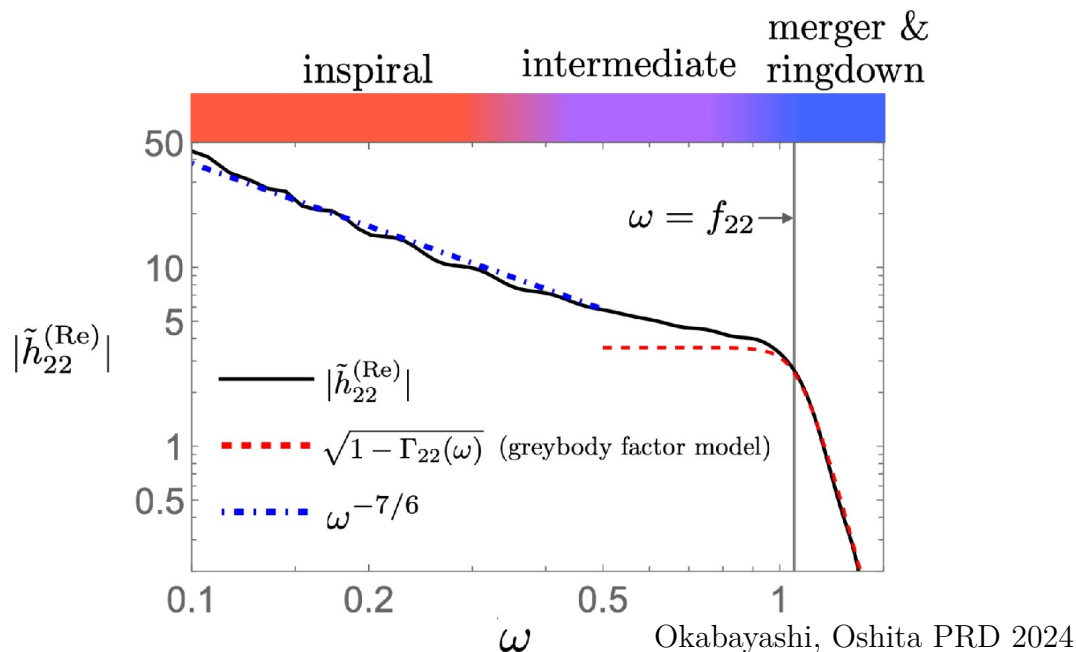 inspiral
intermediate
merger &
ringdown
50
10
5
1
0.5
|h̃₂₂^(Re)|
ω = f₂₂
|h̃₂₂^(Re)|
√(1 − Γ₂₂(ω)) (greybody factor model)
ω^(−7/6)
0.1
0.2
0.5
1
ω
Okabayashi, Oshita PRD 2024